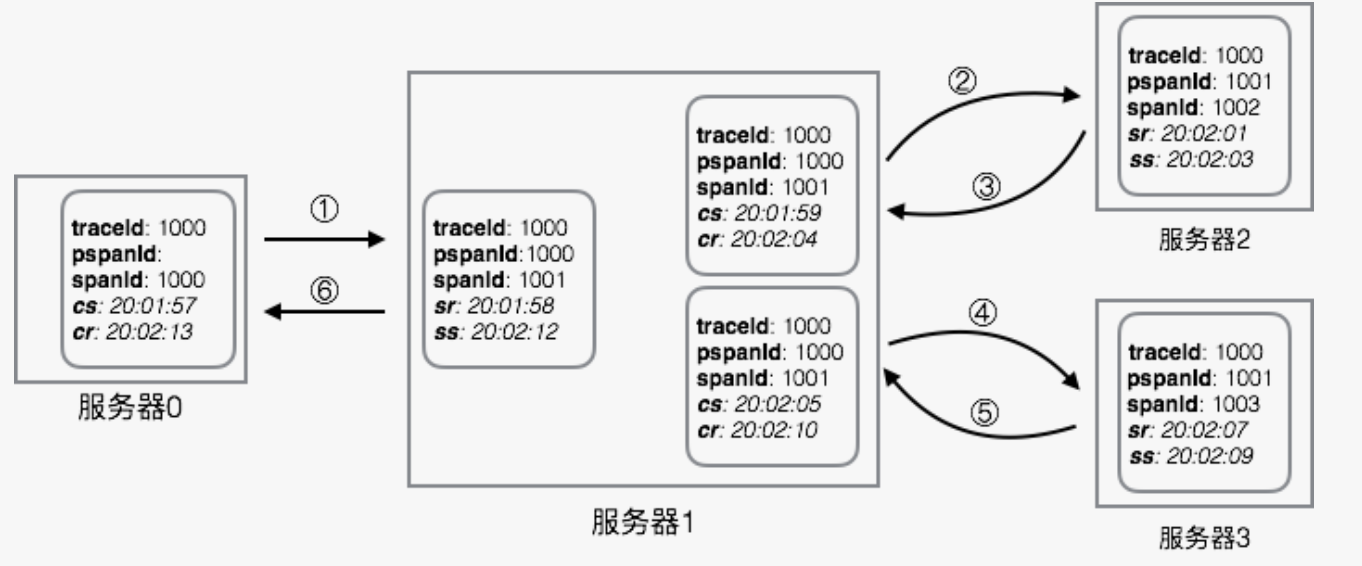 traceId: 1000
pspanId:
spanId: 1000
cs: 20:01:57
cr: 20:02:13
服务器0
①
⑥
traceId: 1000
pspanId:1000
spanId: 1001
sr: 20:01:58
ss: 20:02:12
traceId: 1000
pspanId: 1000
spanId: 1001
cs: 20:01:59
cr: 20:02:04
traceId: 1000
pspanId: 1000
spanId: 1001
cs: 20:02:05
cr: 20:02:10
服务器1
②
③
traceId: 1000
pspanId: 1001
spanId: 1002
sr: 20:02:01
ss: 20:02:03
服务器2
④
⑤
traceId: 1000
pspanId: 1001
spanId: 1003
sr: 20:02:07
ss: 20:02:09
服务器3